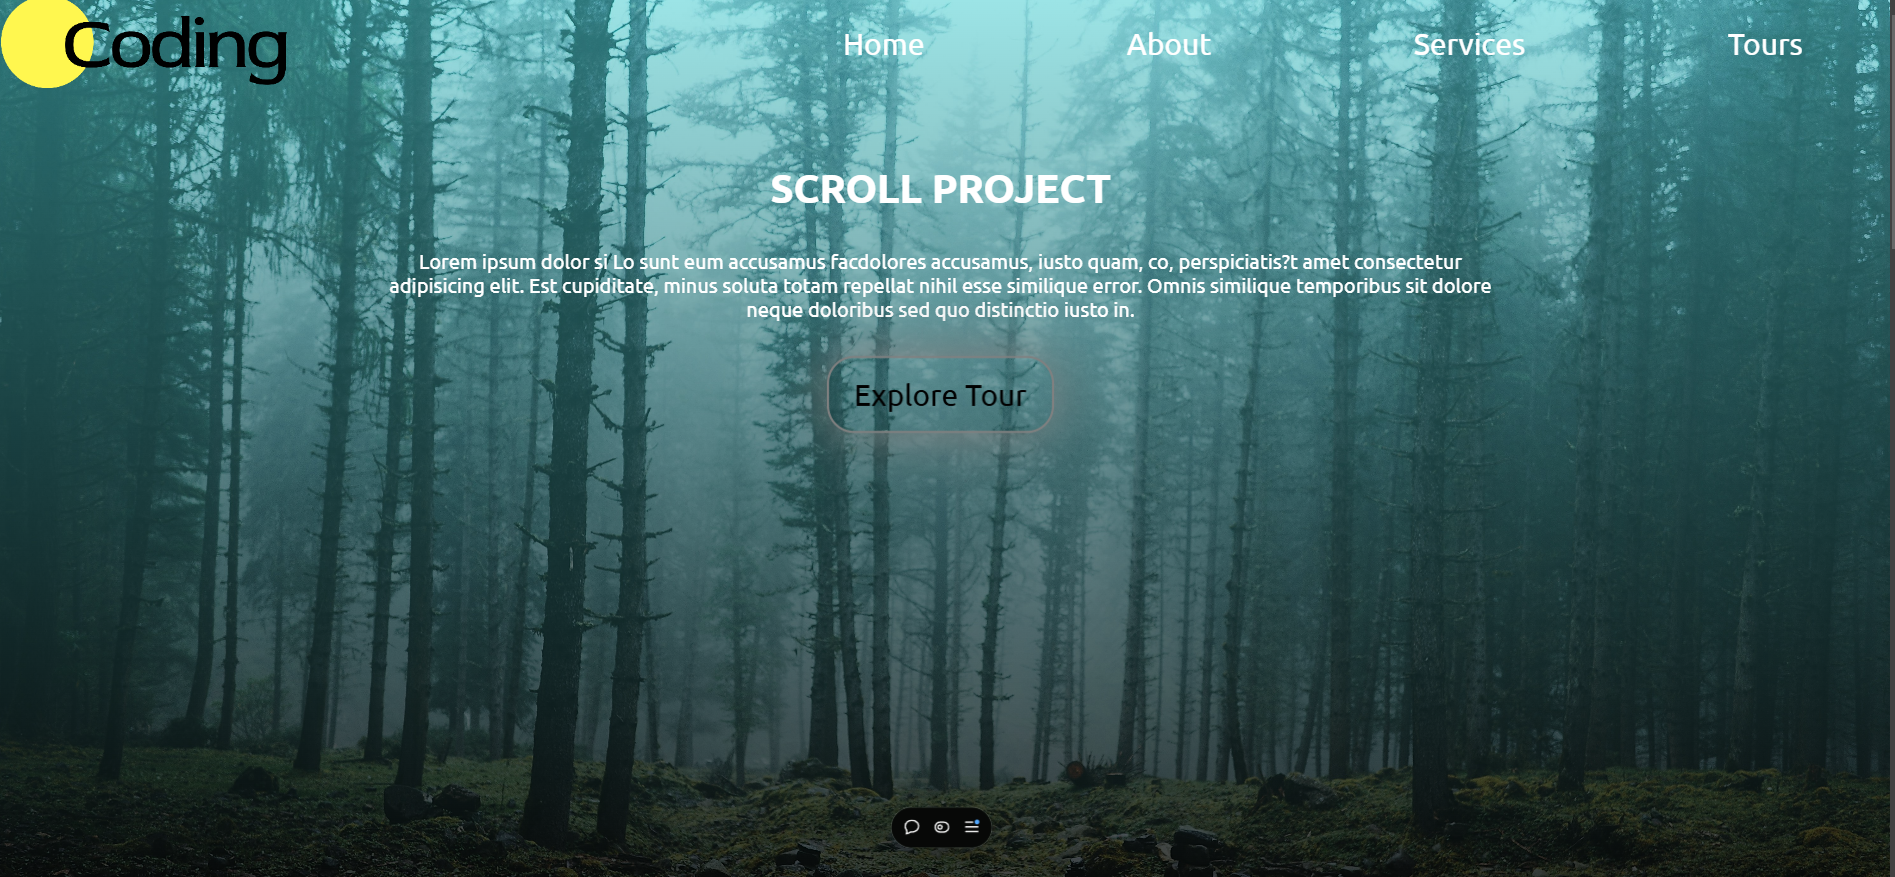 Coding
Home
About
Services
Tours
SCROLL PROJECT
Lorem ipsum dolor si Lo sunt eum accusamus facdolores accusamus, iusto quam, co, perspiciatis?t amet consectetur
adipisicing elit. Est cupiditate, minus soluta totam repellat nihil esse similique error. Omnis similique temporibus sit dolore
neque doloribus sed quo distinctio iusto in.
Explore Tour